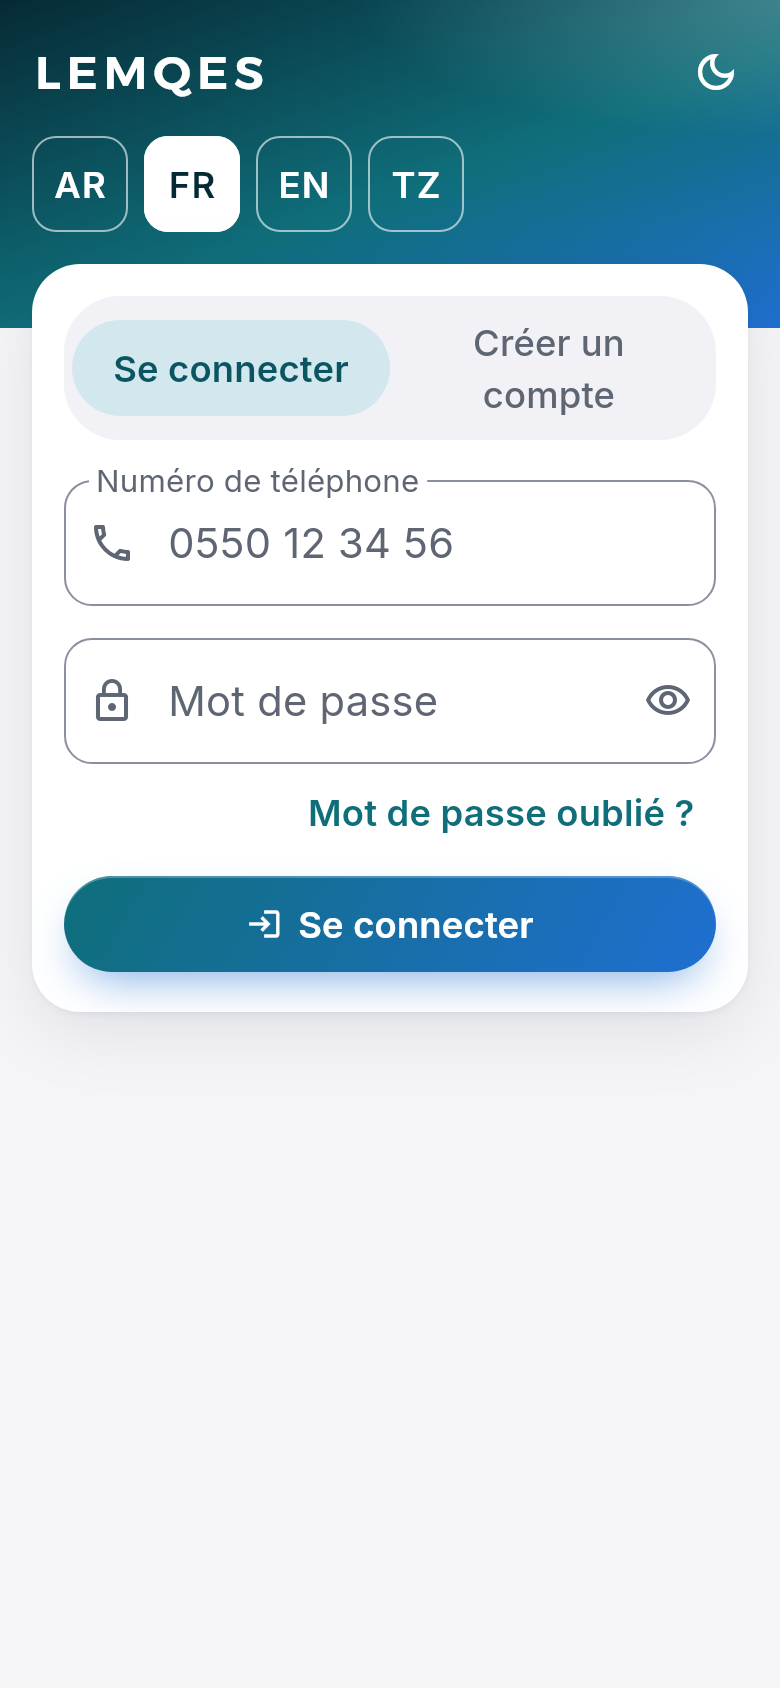 LEMQES
AR FR EN TZ
Se connecter
Créer un
compte
Numéro de téléphone
0550 12 34 56
Mot de passe
Mot de passe oublié ?
Se connecter